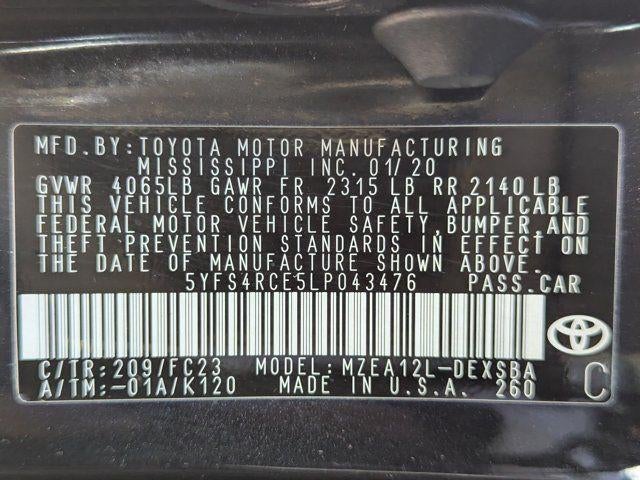 MFD.BY:TOYOTA MOTOR MANUFACTURING
MISSISSIPPI INC. 01/20
GVWR 4065LB GAWR FR 2315 LB RR 2140 LB
THIS VEHICLE CONFORMS TO ALL APPLICABLE
FEDERAL MOTOR VEHICLE SAFETY,BUMPER,AND
THEFT PREVENTION STANDARDS IN EFFECT ON
THE DATE OF MANUFACTURE SHOWN ABOVE.
5YFS4RCE5LP043476 PASS.CAR
C/TR:209/FC23 MODEL:MZEA12L-DEXSBA
A/TM:-01A/K120 MADE IN U.S.A. 260
C